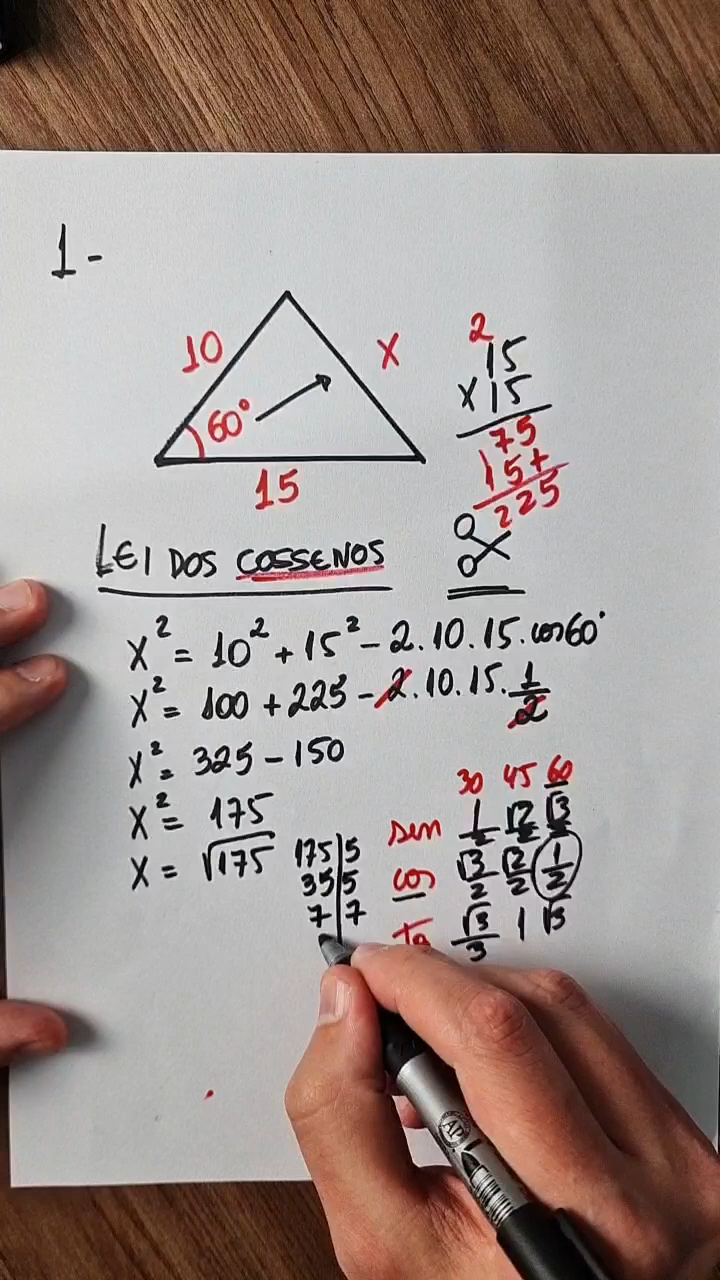 1-
10
X
60°
15
2
15
X 15
75
15+
225
LEI DOS COSSENOS
X² = 10² + 15² - 2.10.15.cos60°
X² = 100 + 225 - 2.10.15. 1/2
X² = 325 - 150
X² = 175
X = √175
175|5
35|5
7|7
30 45 60
sen 1/2 √2/2 √3/2
cos √3/2 √2/2 1/2
Tg √3/3 1 √3
AP